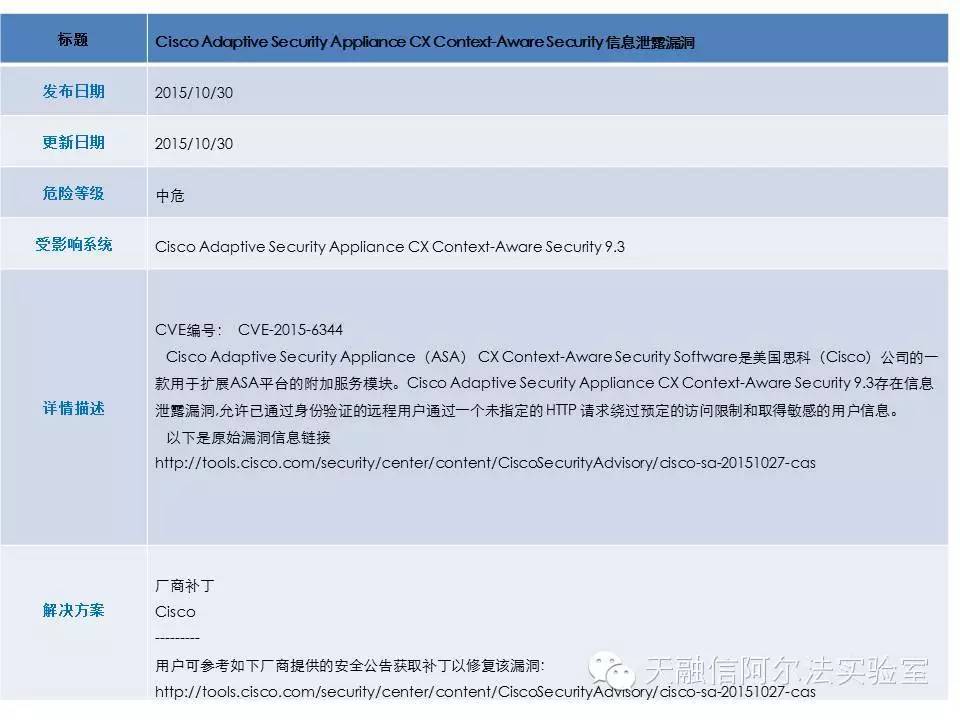 标题
Cisco Adaptive Security Appliance CX Context-Aware Security信息泄露漏洞
发布日期
2015/10/30
更新日期
2015/10/30
危险等级
中危
受影响系统
Cisco Adaptive Security Appliance CX Context-Aware Security 9.3
详情描述
CVE编号： CVE-2015-6344
Cisco Adaptive Security Appliance（ASA） CX Context-Aware Security Software是美国思科（Cisco）公司的一
款用于扩展ASA平台的附加服务模块。Cisco Adaptive Security Appliance CX Context-Aware Security 9.3存在信息
泄露漏洞,允许已通过身份验证的远程用户通过一个未指定的HTTP 请求绕过预定的访问限制和取得敏感的用户信息。
以下是原始漏洞信息链接
http://tools.cisco.com/security/center/content/CiscoSecurityAdvisory/cisco-sa-20151027-cas
解决方案
厂商补丁
Cisco
---------
用户可参考如下厂商提供的安全公告获取补丁以修复该漏洞：
http://tools.cisco.com/security/center/content/CiscoSecurityAdvisory/cisco-sa-20151027-cas
天融信阿尔法实验室